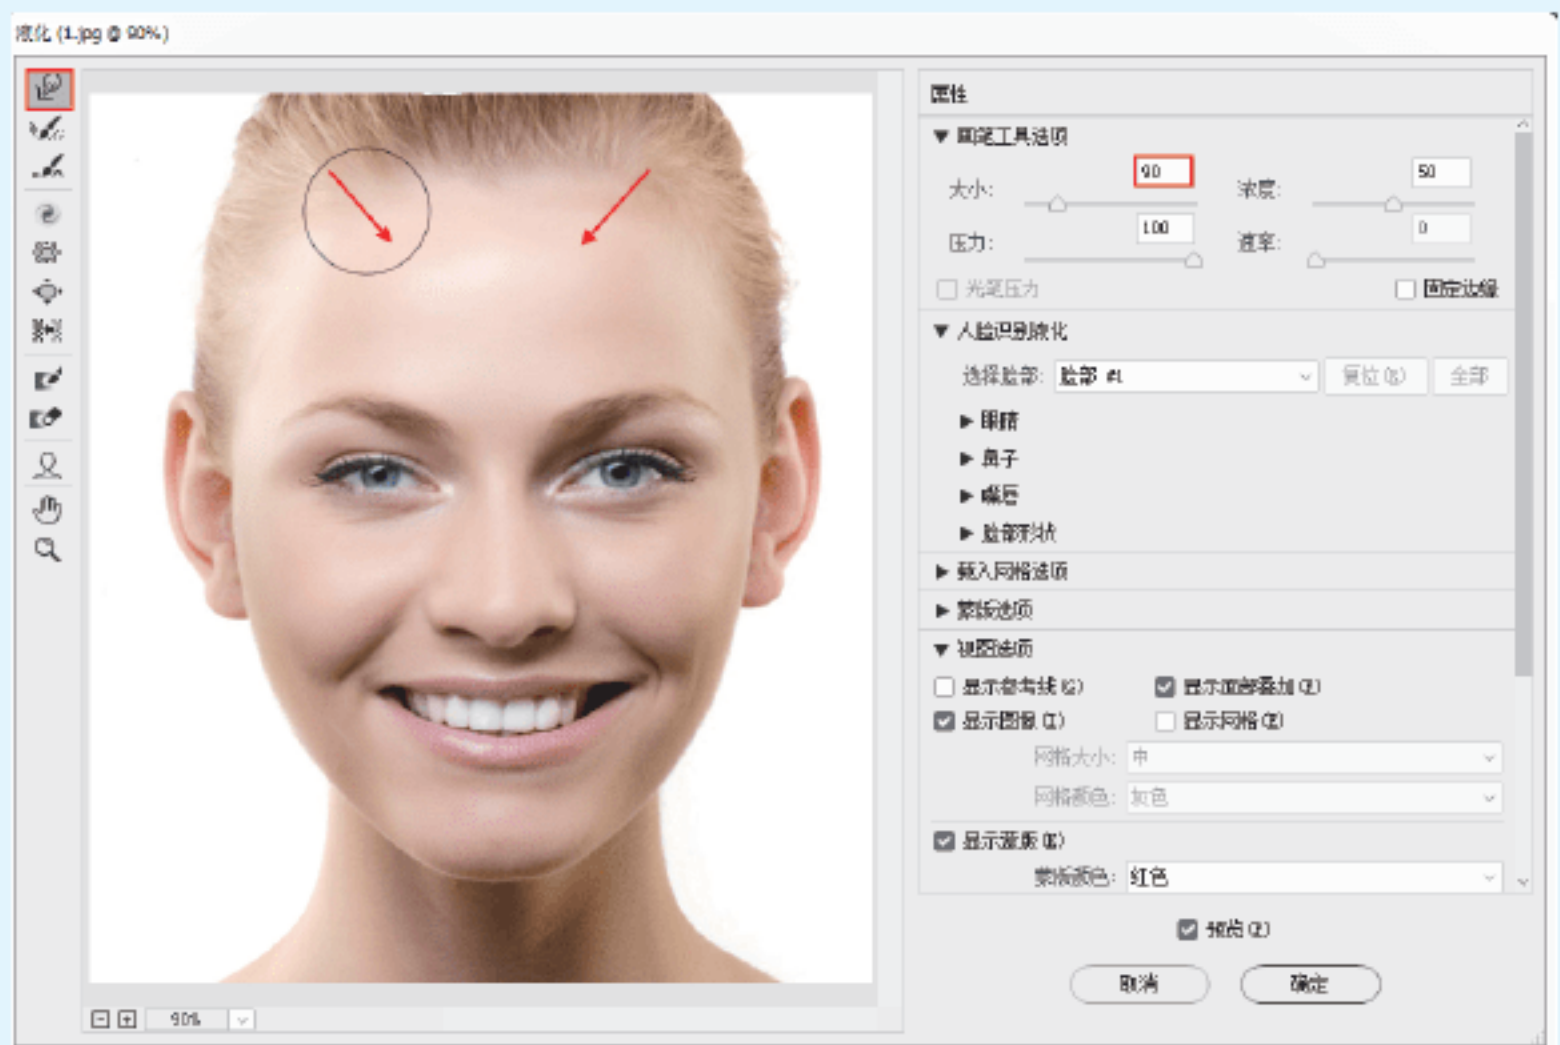 液化 (1.jpg @ 90%)
属性
画笔工具选项
大小: 90 浓度: 50
压力: 100 速率: 0
光笔压力 固定边缘
人脸识别液化
选择脸部: 脸部 #1 复位(R) 全部
眼睛
鼻子
嘴唇
脸部形状
载入网格选项
蒙版选项
视图选项
显示参考线(G) 显示面部叠加(F)
显示图像(I) 显示网格(E)
网格大小: 中
网格颜色: 灰色
显示蒙版(K)
蒙版颜色: 红色
预览(P)
取消 确定
90%